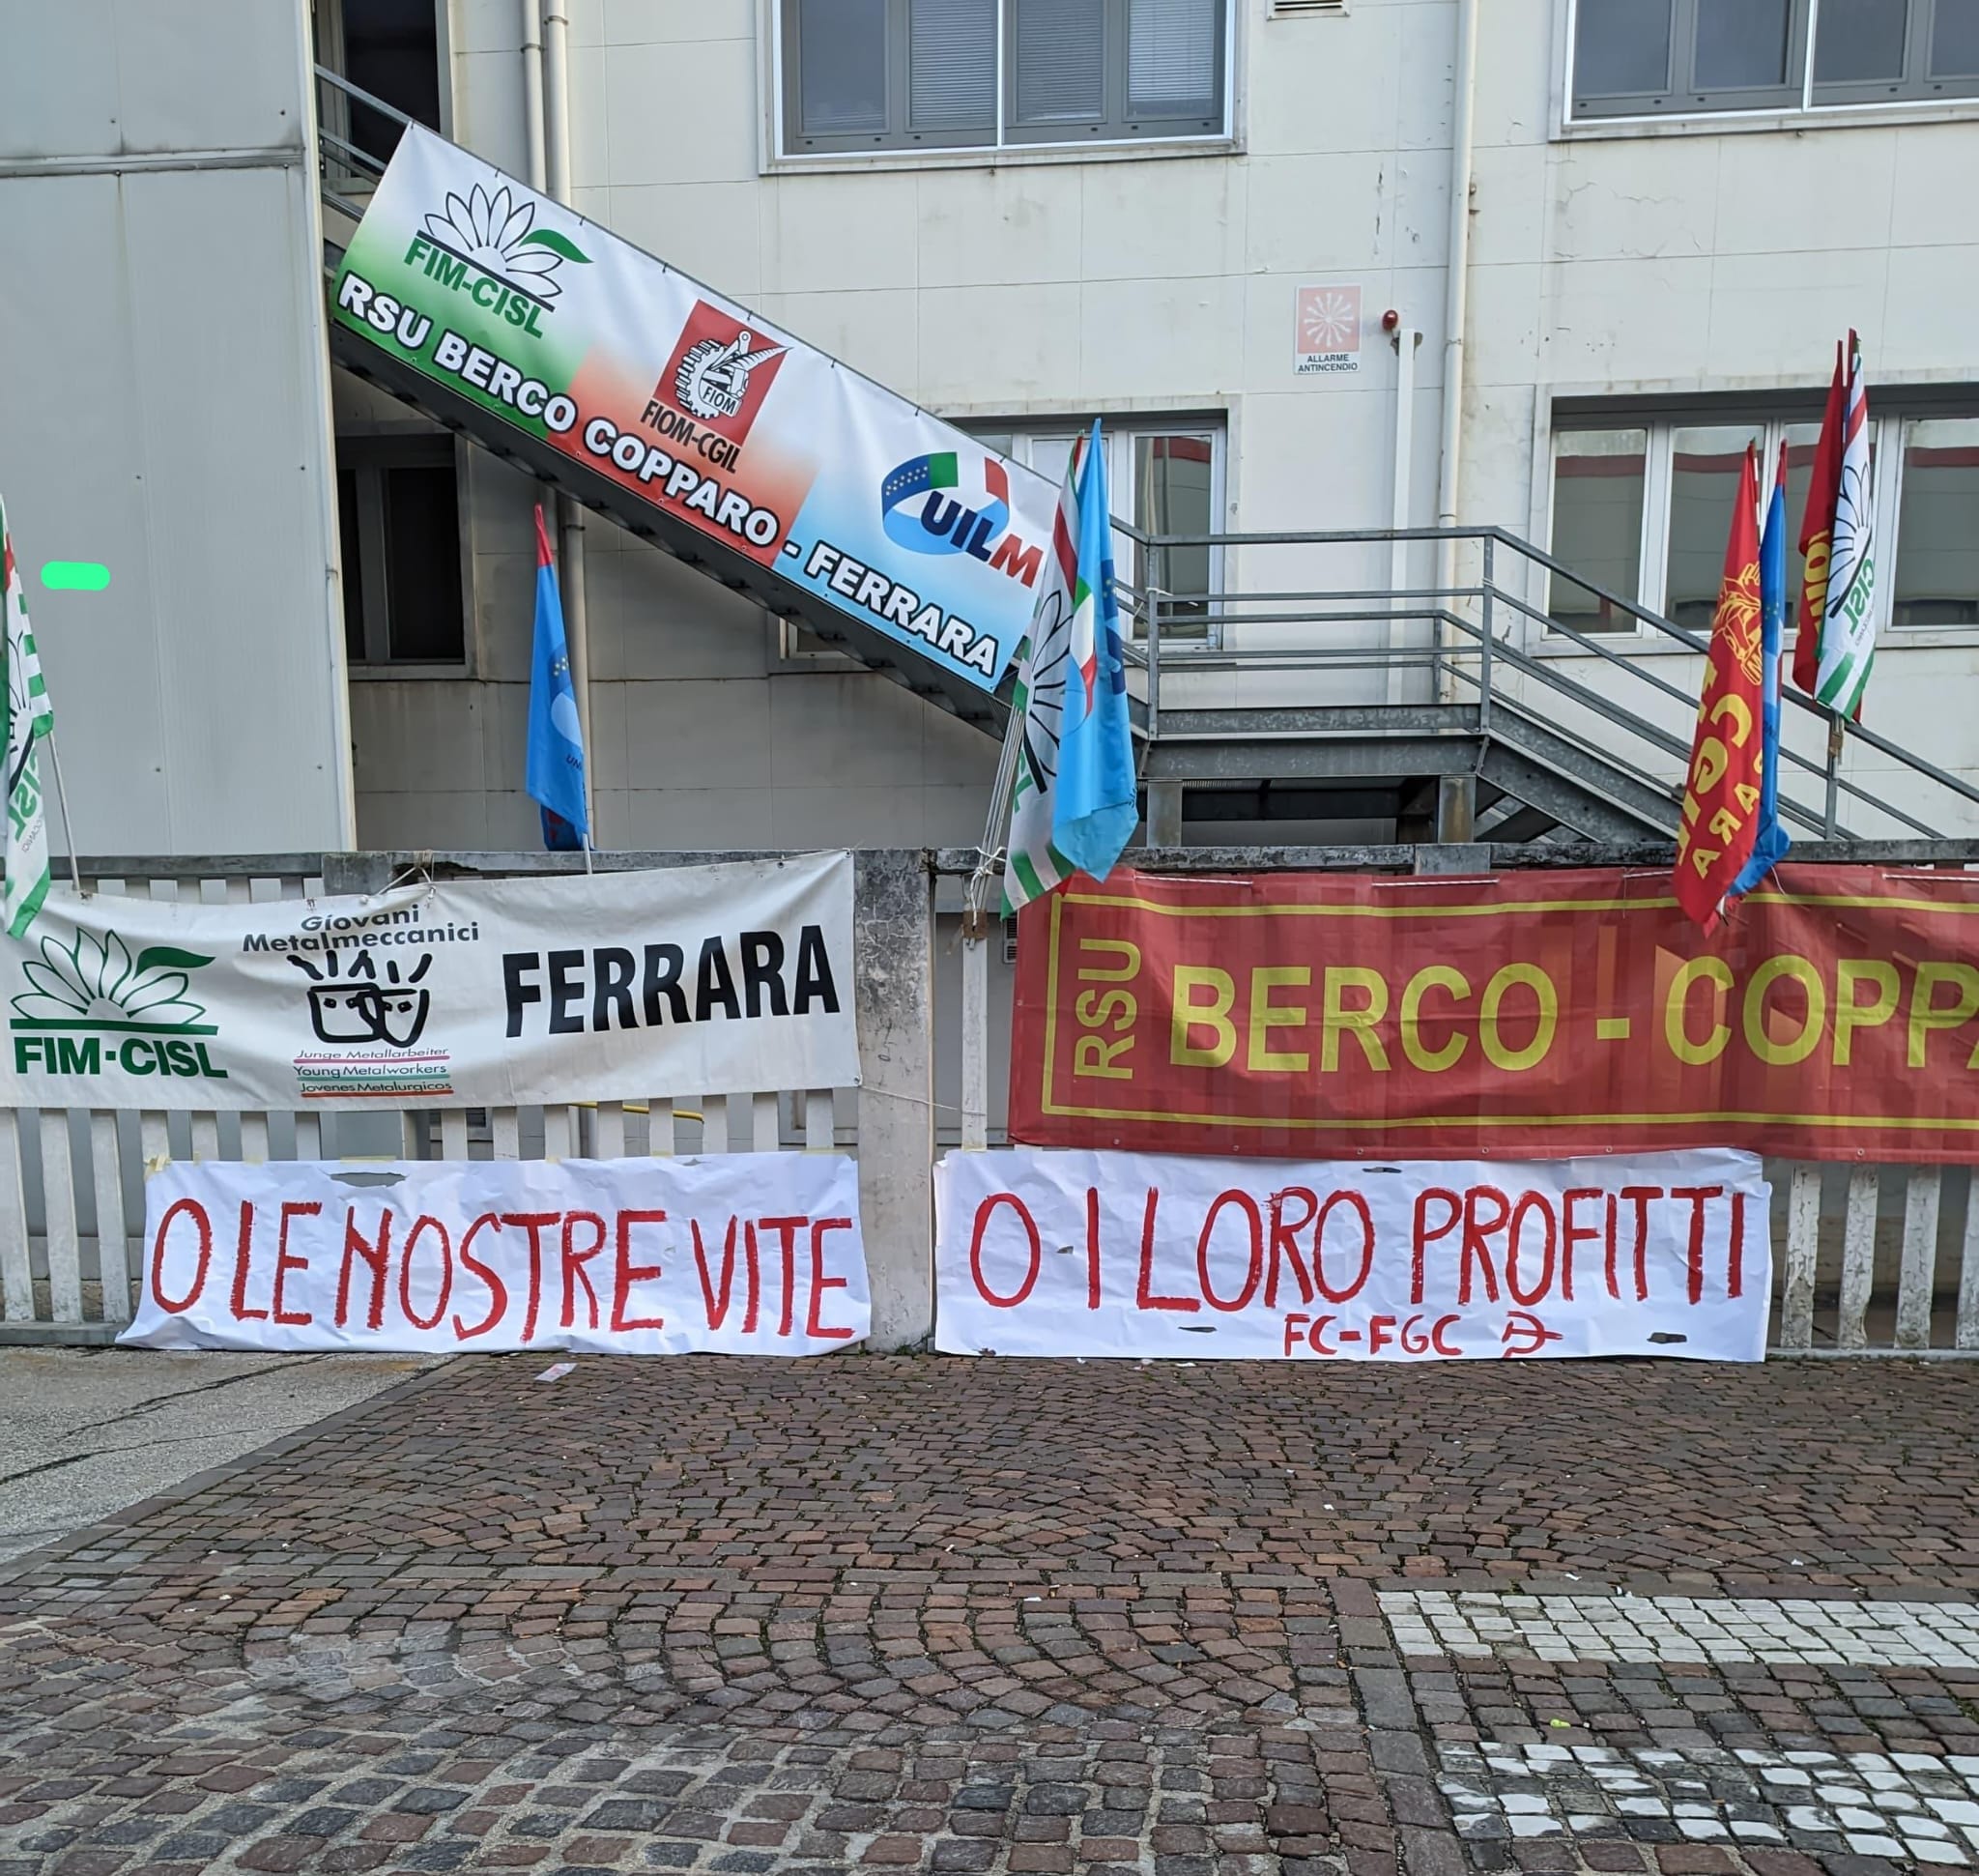 FIM-CISL
FIOM
FIOM-CGIL
UILM
RSU BERCO COPPARO - FERRARA
ALLARME
ANTINCENDIO
CISL
Giovani
Metalmeccanici
FIM-CISL
FERRARA
Junge Metallarbeiter
Young Metalworkers
Jovenes Metalurgicos
RSU
BERCO - COPP
O LE NOSTRE VITE
O I LORO PROFITTI
FC-FGC